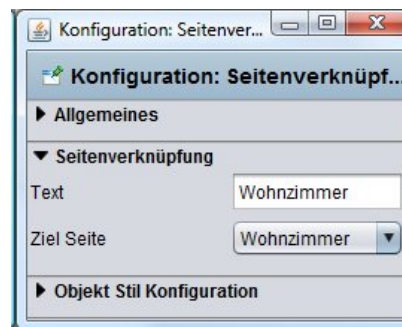 Konfiguration: Seitenver...
Konfiguration: Seitenverknüpf...
Allgemeines
Seitenverknüpfung
Text Wohnzimmer
Ziel Seite Wohnzimmer
Objekt Stil Konfiguration